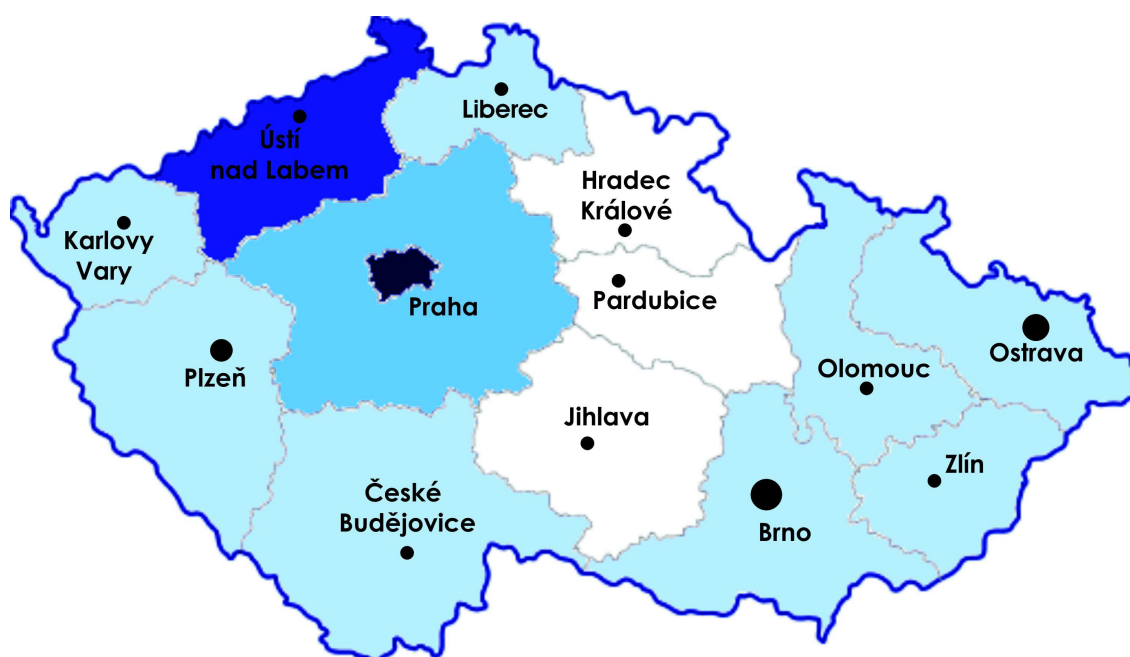 Liberec
Ústí
nad Labem
Hradec
Králové
Karlovy
Vary
Praha
Pardubice
Ostrava
Plzeň
Olomouc
Jihlava
Zlín
České
Budějovice
Brno